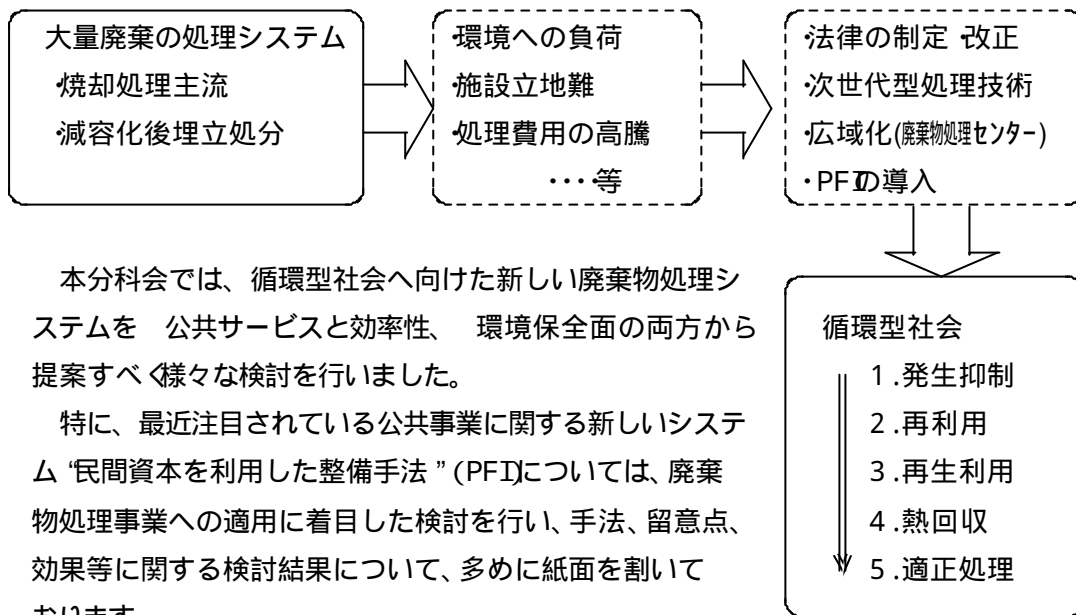 大量廃棄の処理システム
・焼却処理主流
・減容化後埋立処分
・環境への負荷
・施設立地難
・処理費用の高騰
・・・・等
・法律の制定・改正
・次世代型処理技術
・広域化(廃棄物処理センター)
・PFIの導入
本分科会では、循環型社会へ向けた新しい廃棄物処理シ
ステムを　公共サービスと効率性、　環境保全面の両方から
提案すべく様々な検討を行いました。
特に、最近注目されている公共事業に関する新しいシステ
ム“民間資本を利用した整備手法”(PFI)については、廃棄
物処理事業への適用に着目した検討を行い、手法、留意点、
効果等に関する検討結果について、多めに紙面を割いて
おります
循環型社会
1.発生抑制
2.再利用
3.再生利用
4.熱回収
5.適正処理